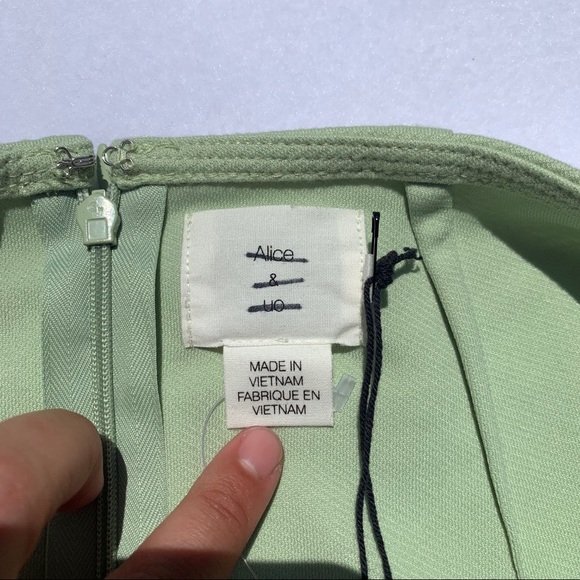 Alice
&
UO
MADE IN
VIETNAM
FABRIQUE EN
VIETNAM